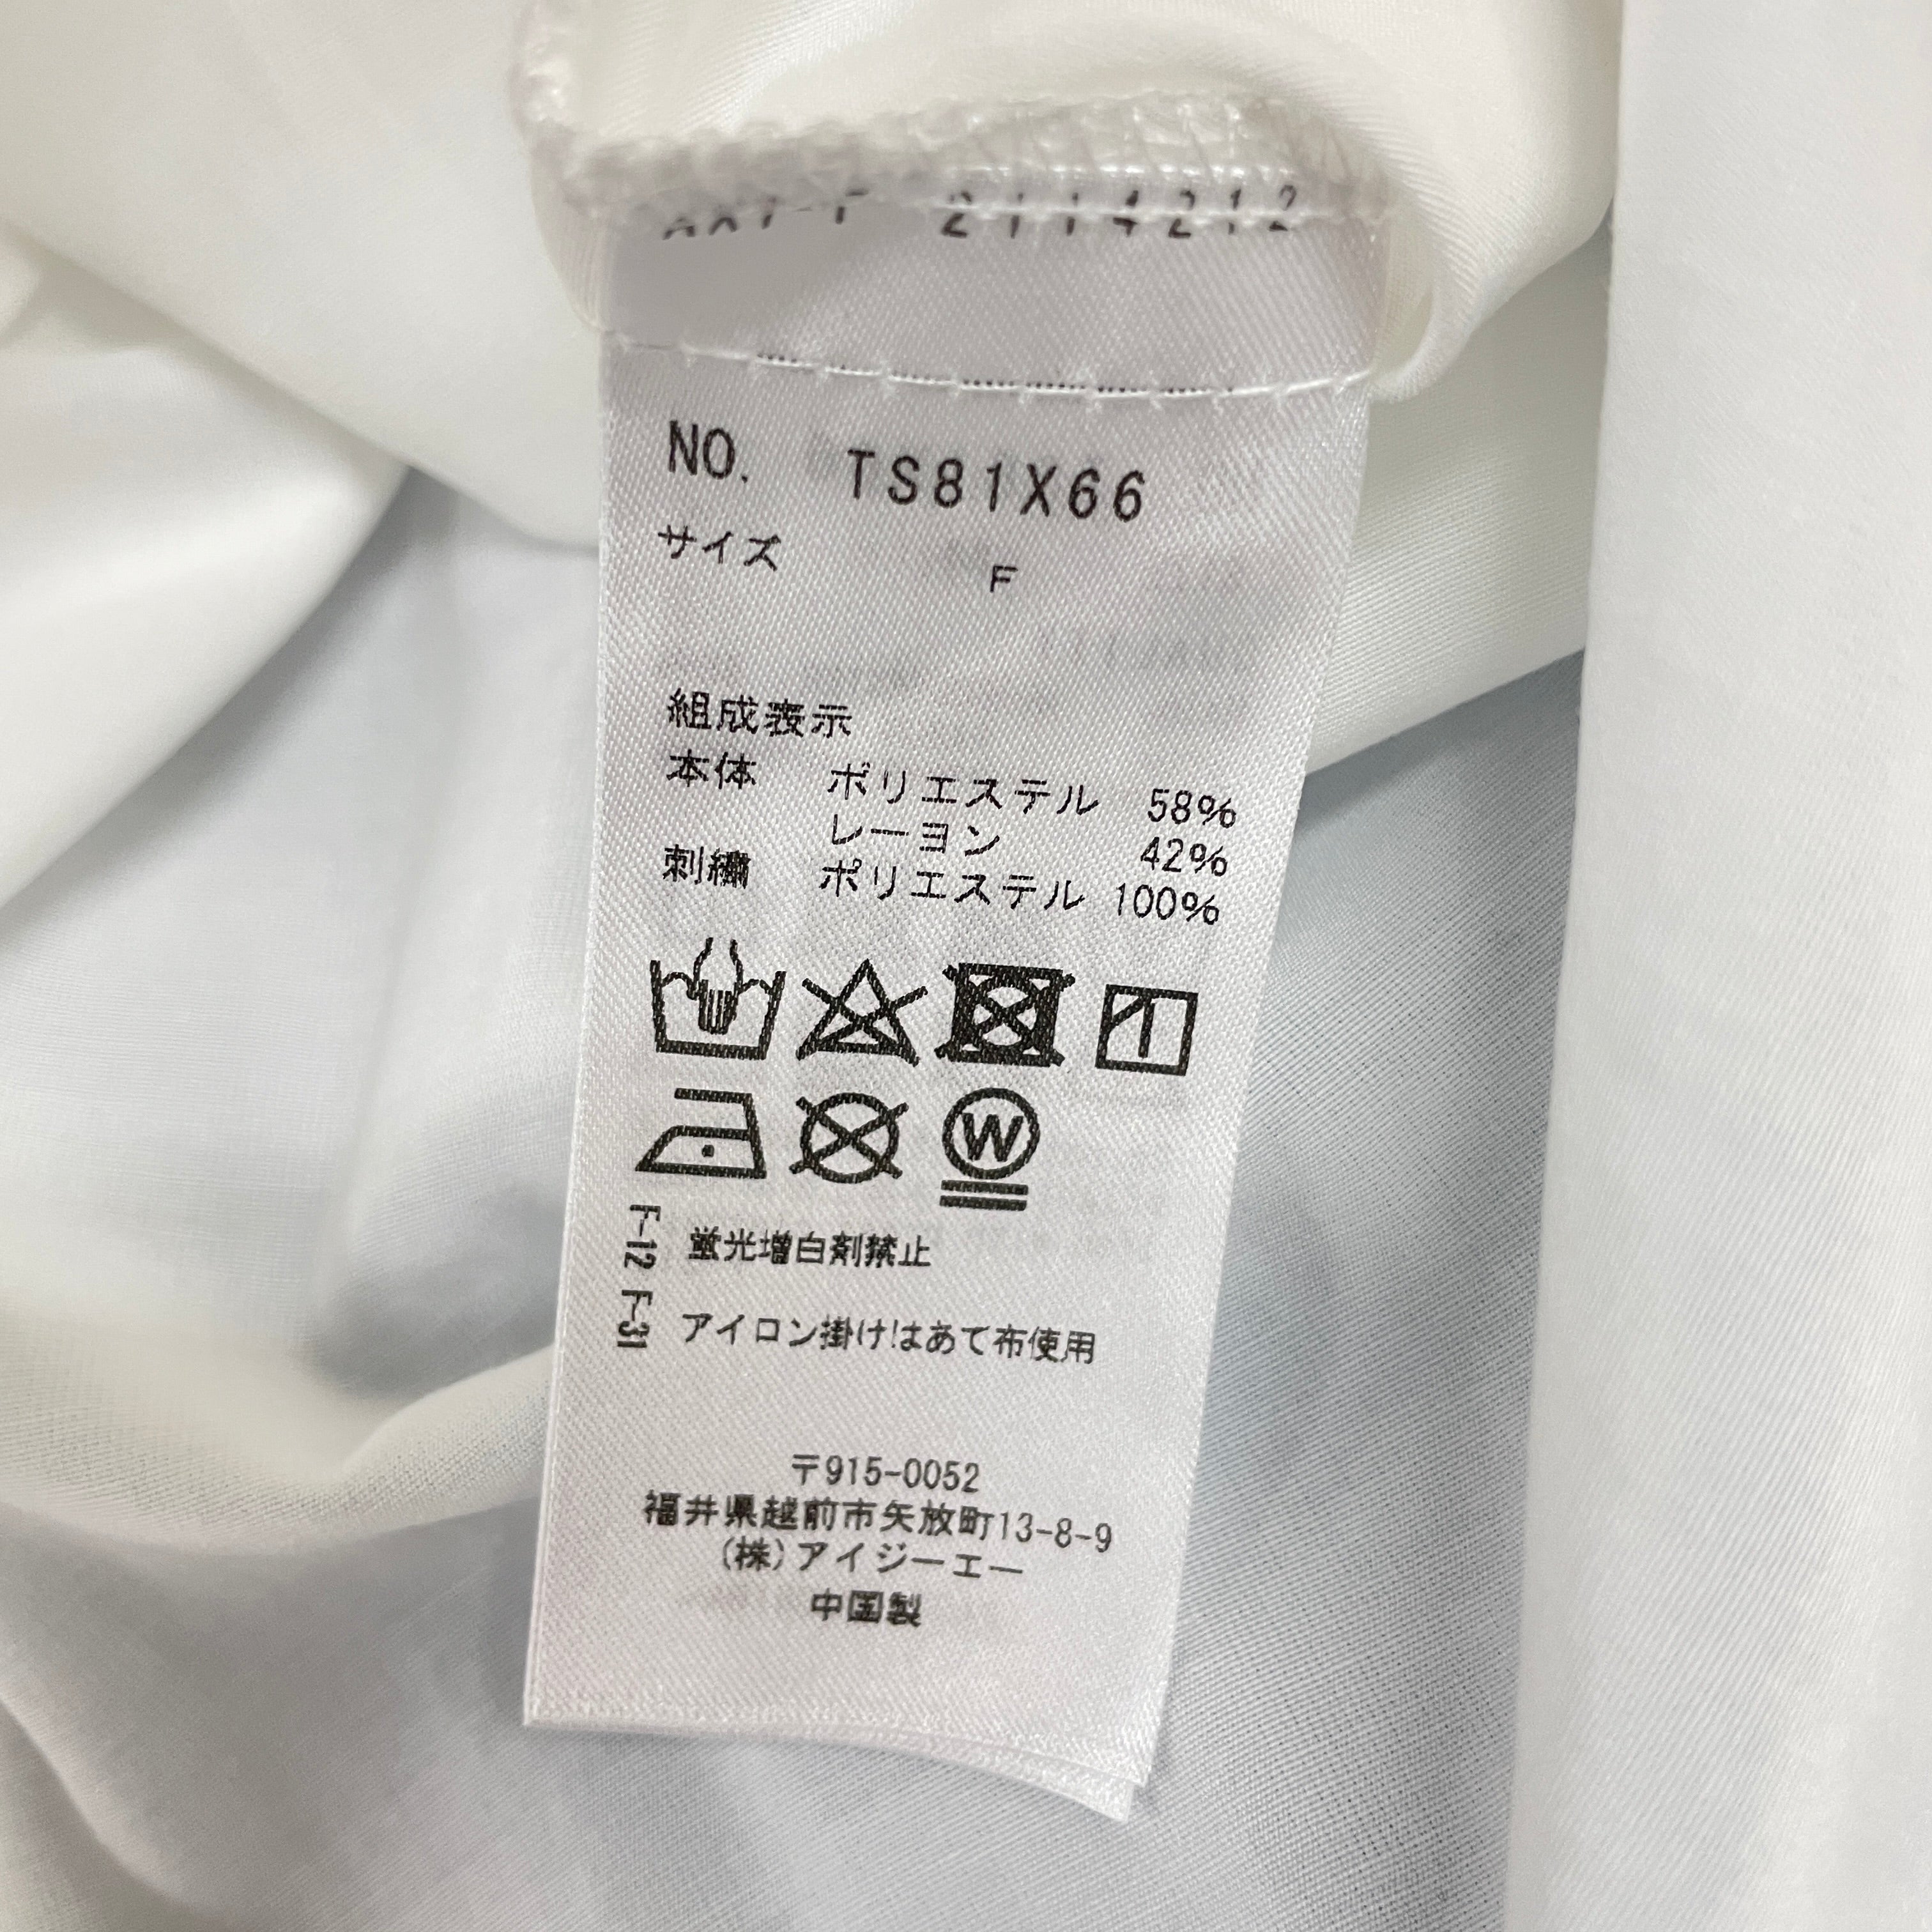 2114212
NO. TS81X66
サイズ F
組成表示
本体 ポリエステル 58%
レーヨン 42%
刺繍 ポリエステル 100%
W
F-12 蛍光増白剤禁止
F-31 アイロン掛けはあて布使用
〒915-0052
福井県越前市矢放町13-8-9
(株)アイジーエー
中国製